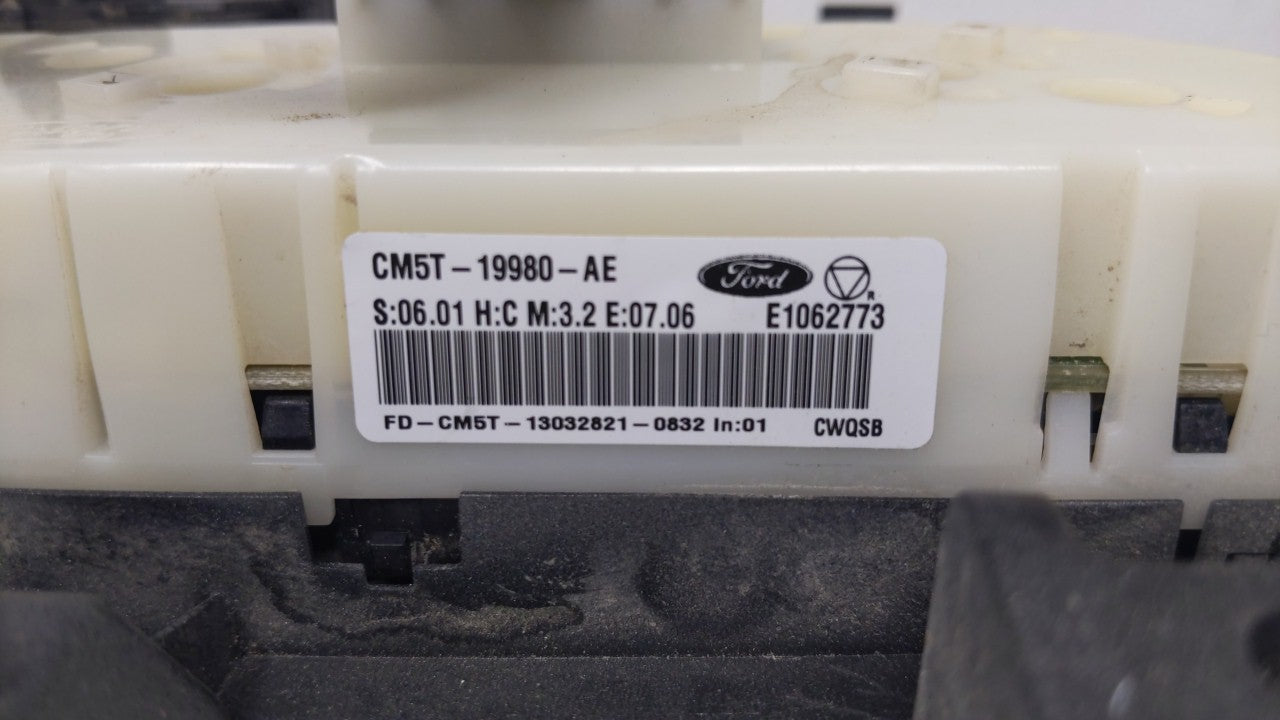 CM5T-19980-AE
Ford
R
S:06.01 H:C M:3.2 E:07.06 E1062773
FD-CM5T-13032821-0832 In:01 CWQSB